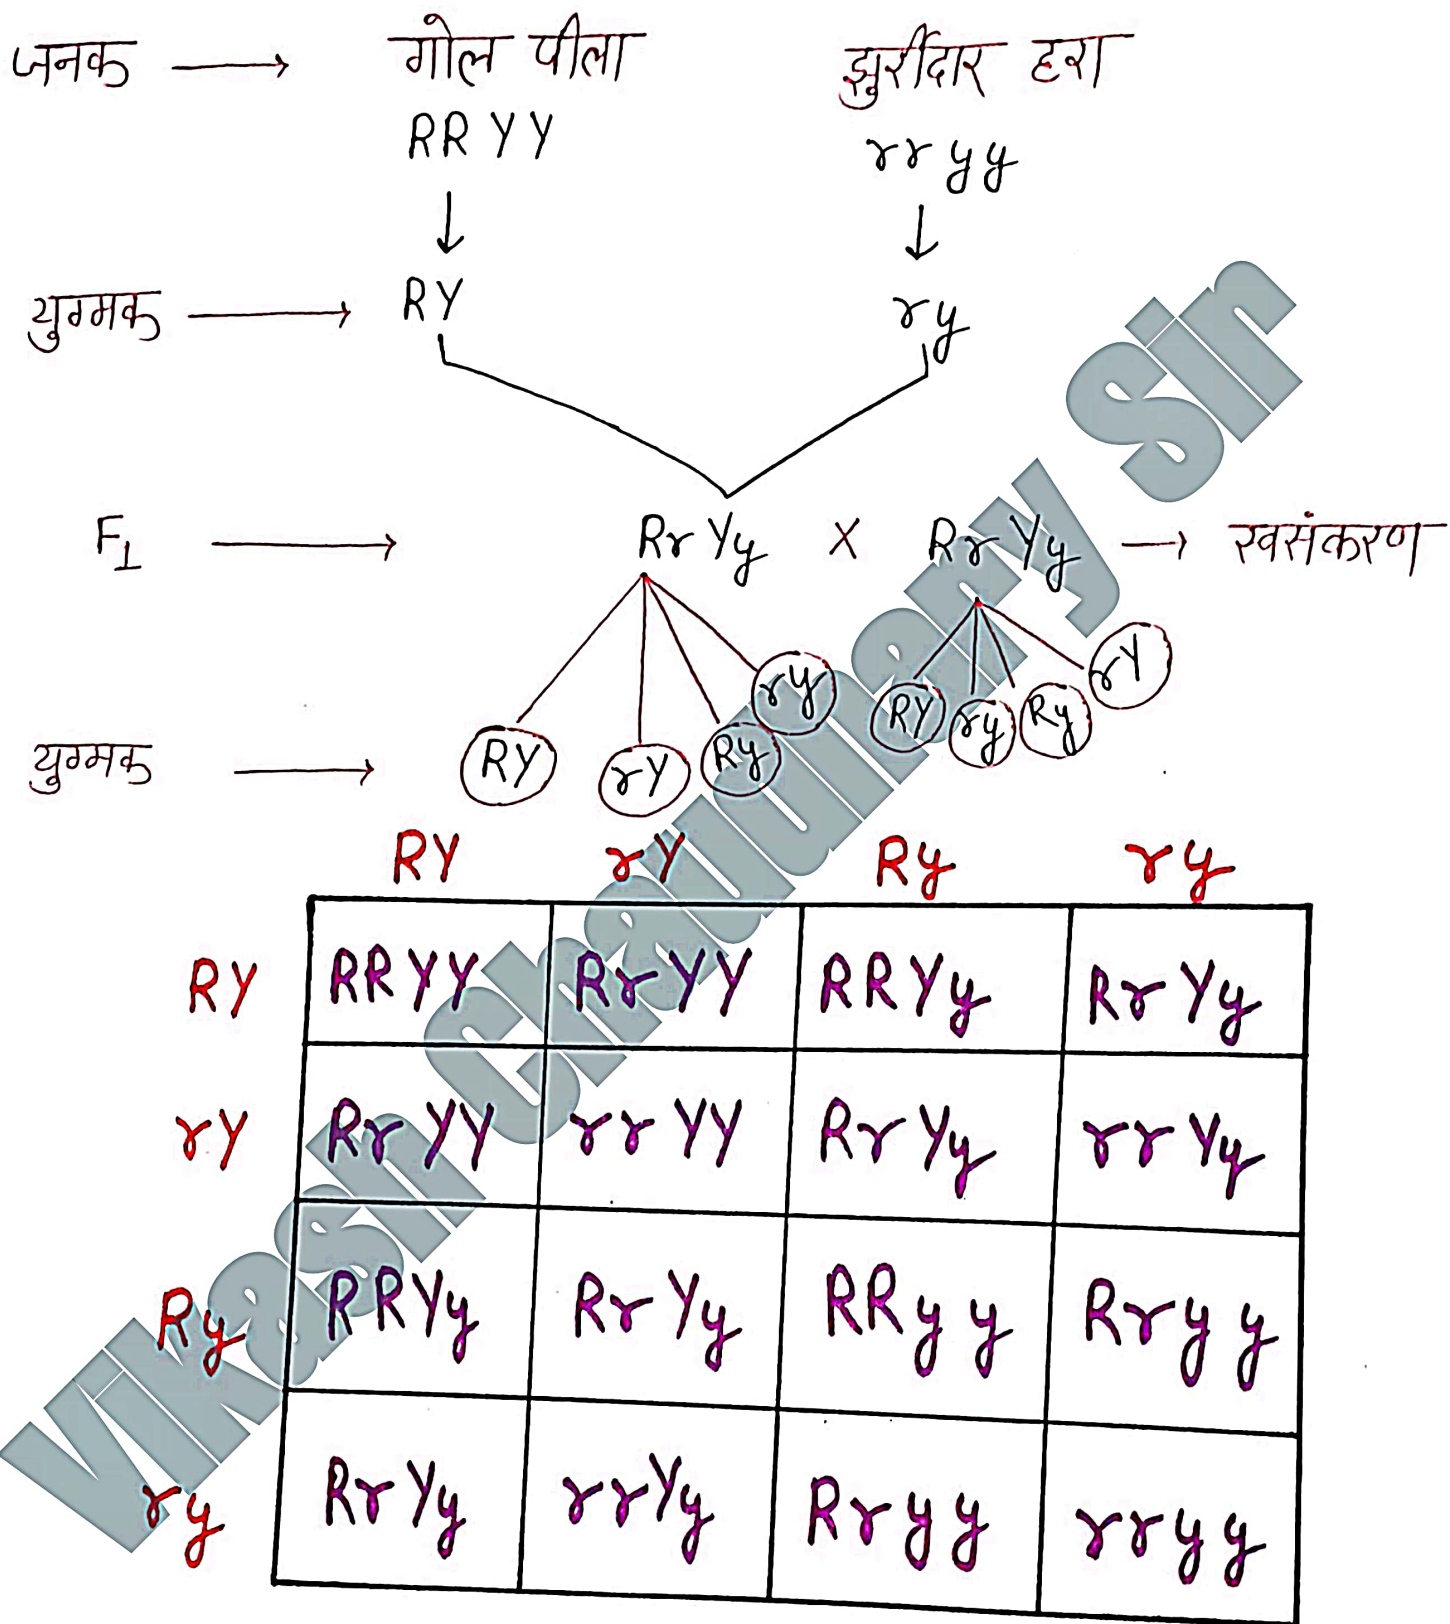 जनक → गोल पीला झुर्रीदार हरा
RRYY rryy
↓ ↓
युग्मक → RY ry
F1 → RrYy X RrYy → स्वसंकरण
युग्मक → RY rY Ry ry RY ry Ry rY
RY rY Ry ry
RY RRYY RrYY RRYy RrYy
rY RrYY rrYY RrYy rrYy
Ry RRYy RrYy RRyy Rryy
ry RrYy rrYy Rryy rryy
Vikash Chaudhary Sir